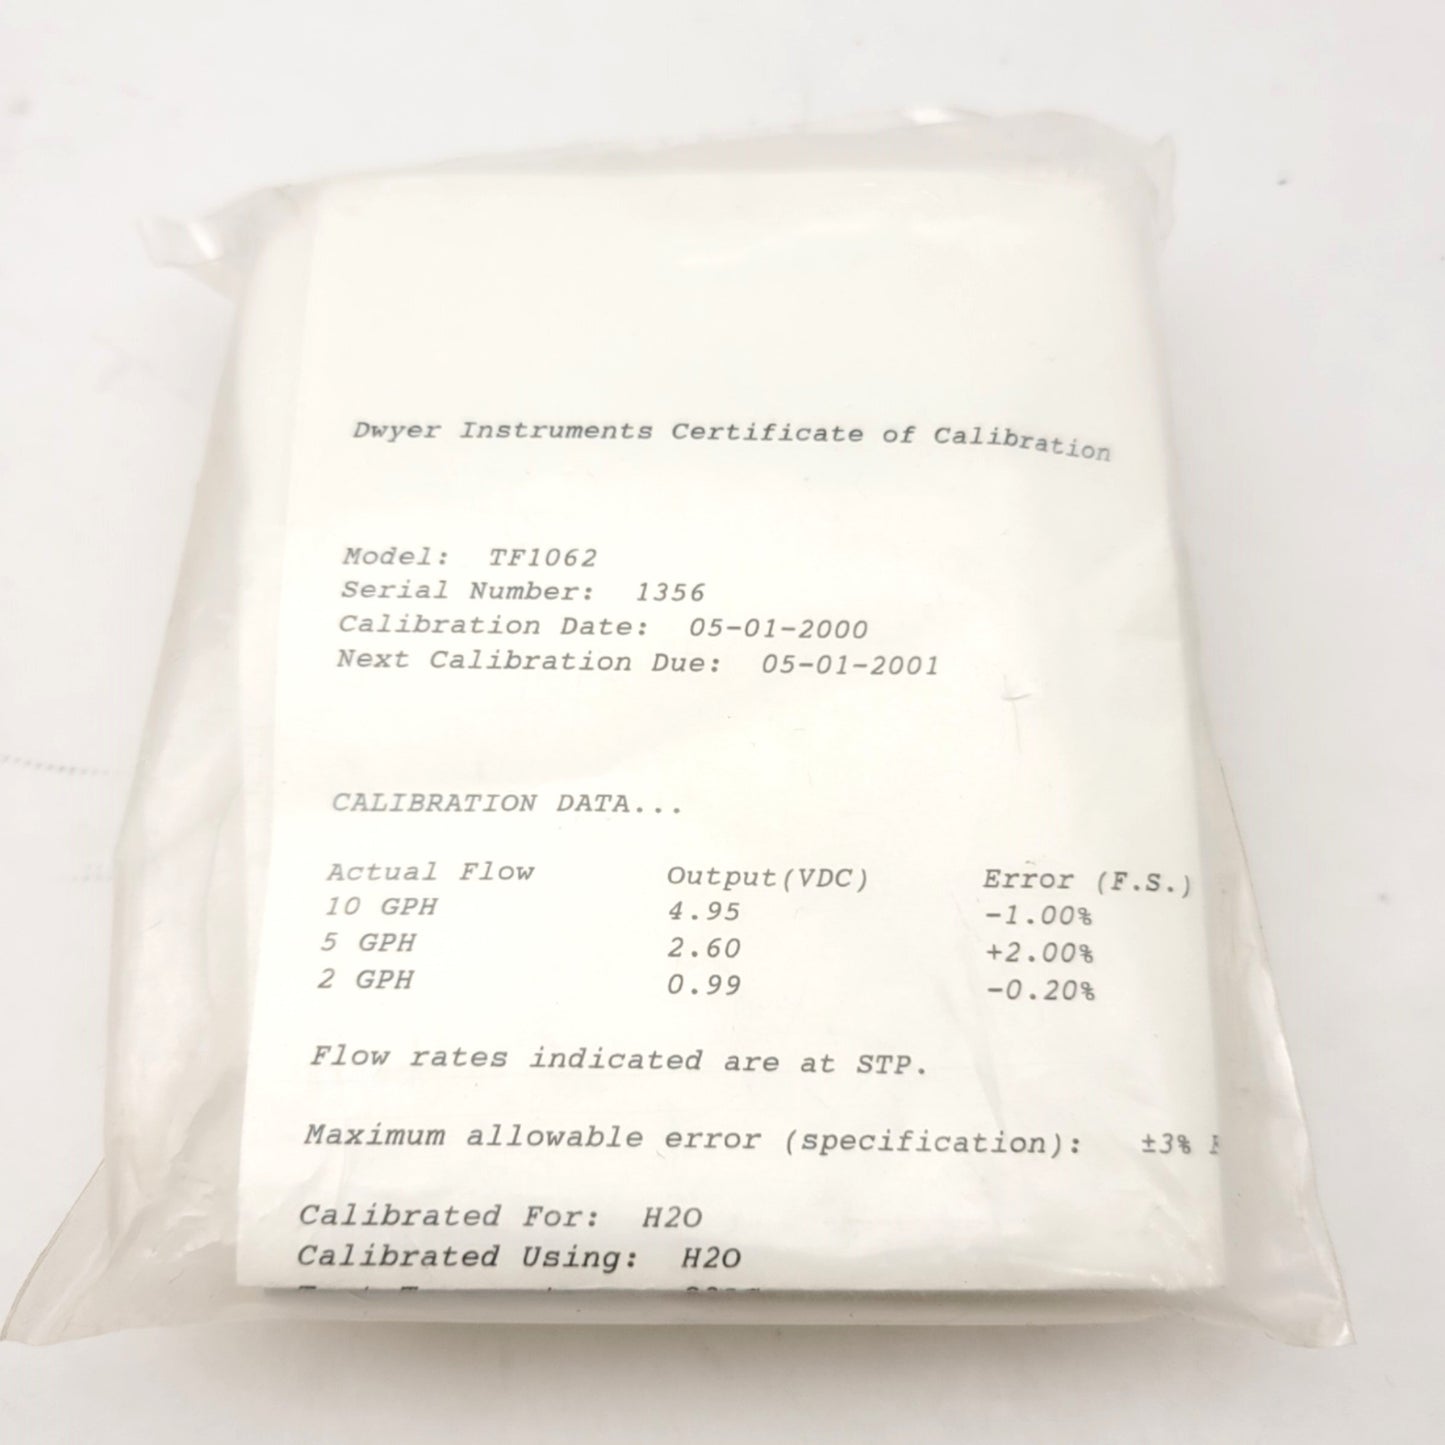 Dwyer Instruments Certificate of Calibration
Model: TF1062
Serial Number: 1356
Calibration Date: 05-01-2000
Next Calibration Due: 05-01-2001
CALIBRATION DATA...
Actual Flow Output(VDC) Error (F.S.)
10 GPH 4.95 -1.00%
5 GPH 2.60 +2.00%
2 GPH 0.99 -0.20%
Flow rates indicated are at STP.
Maximum allowable error (specification): ±3%
Calibrated For: H2O
Calibrated Using: H2O